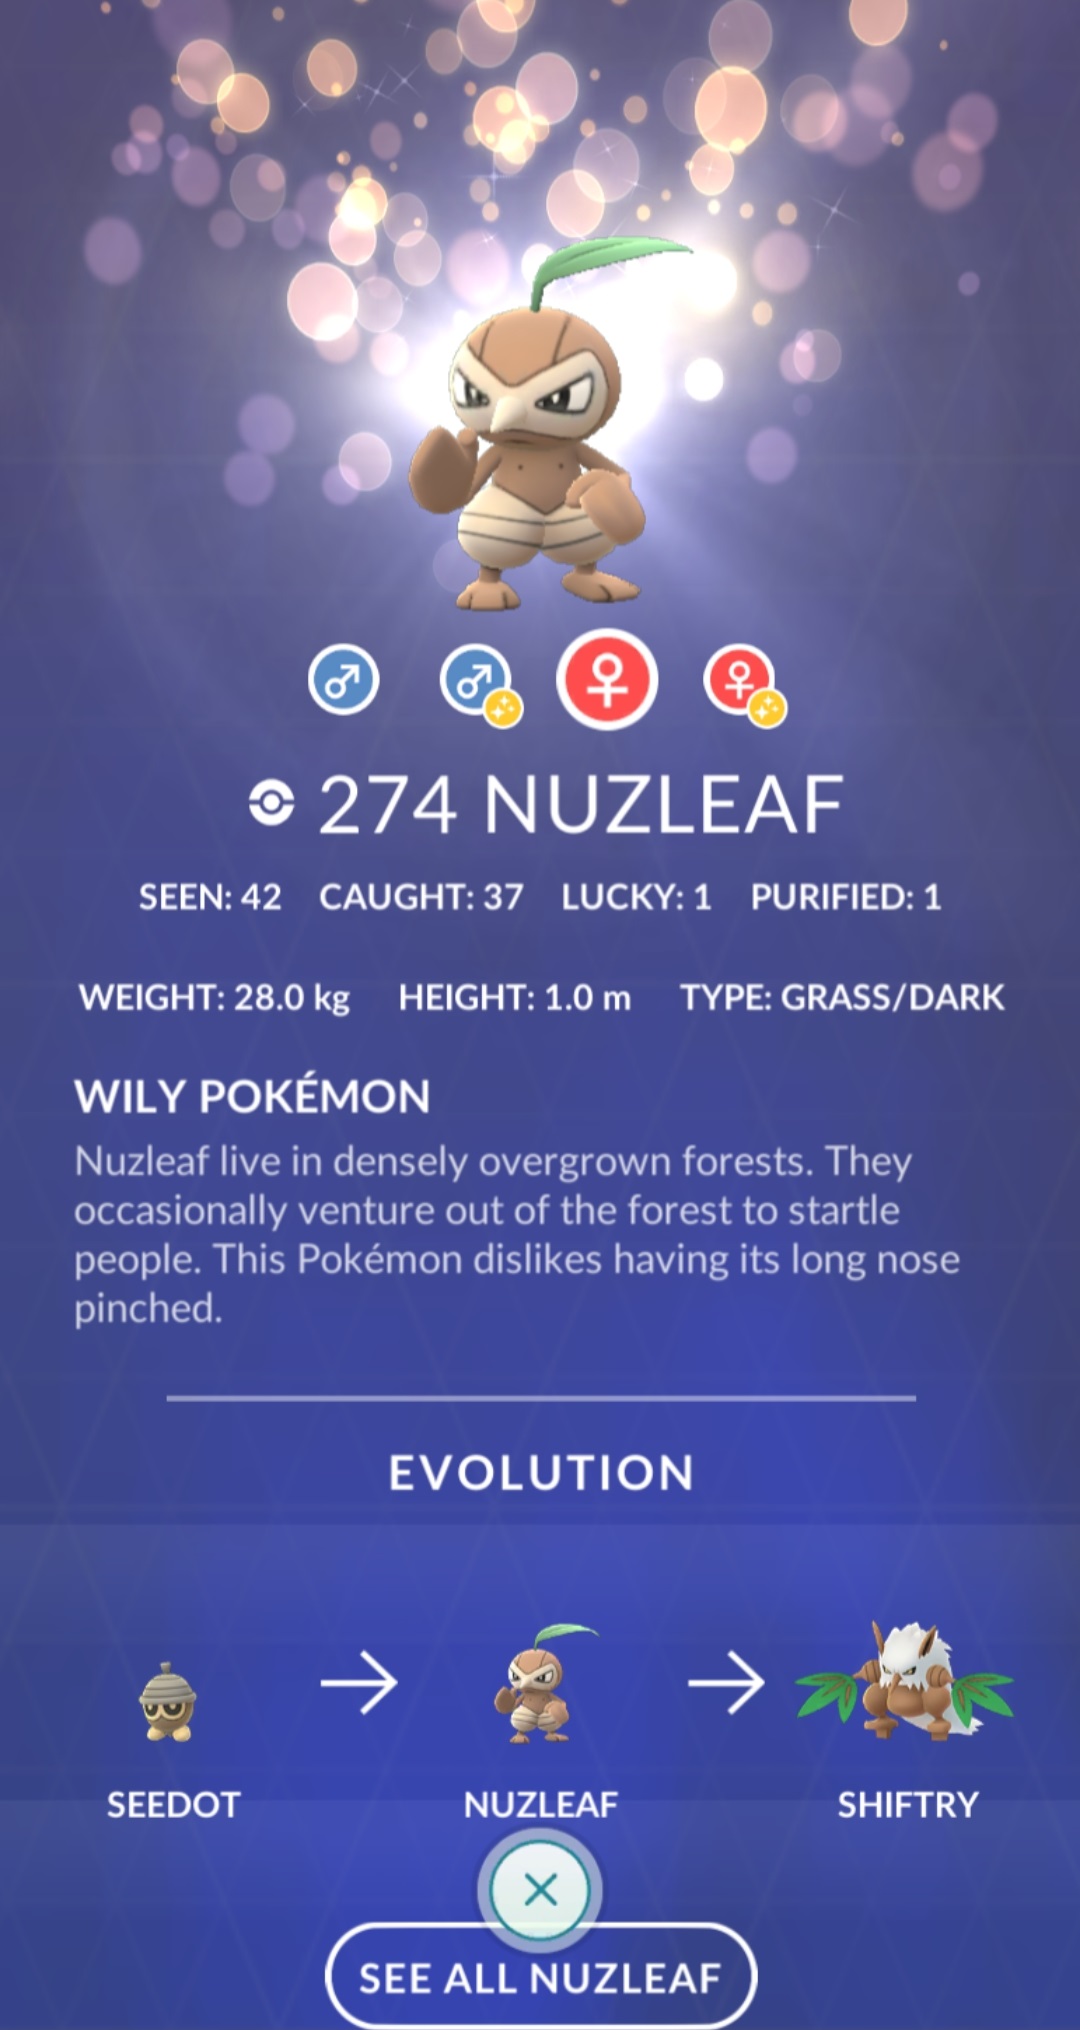 274 NUZLEAF
SEEN: 42 CAUGHT: 37 LUCKY: 1 PURIFIED: 1
WEIGHT: 28.0 kg HEIGHT: 1.0 m TYPE: GRASS/DARK
WILY POKÉMON
Nuzleaf live in densely overgrown forests. They
occasionally venture out of the forest to startle
people. This Pokémon dislikes having its long nose
pinched.
EVOLUTION
SEEDOT NUZLEAF SHIFTRY
SEE ALL NUZLEAF